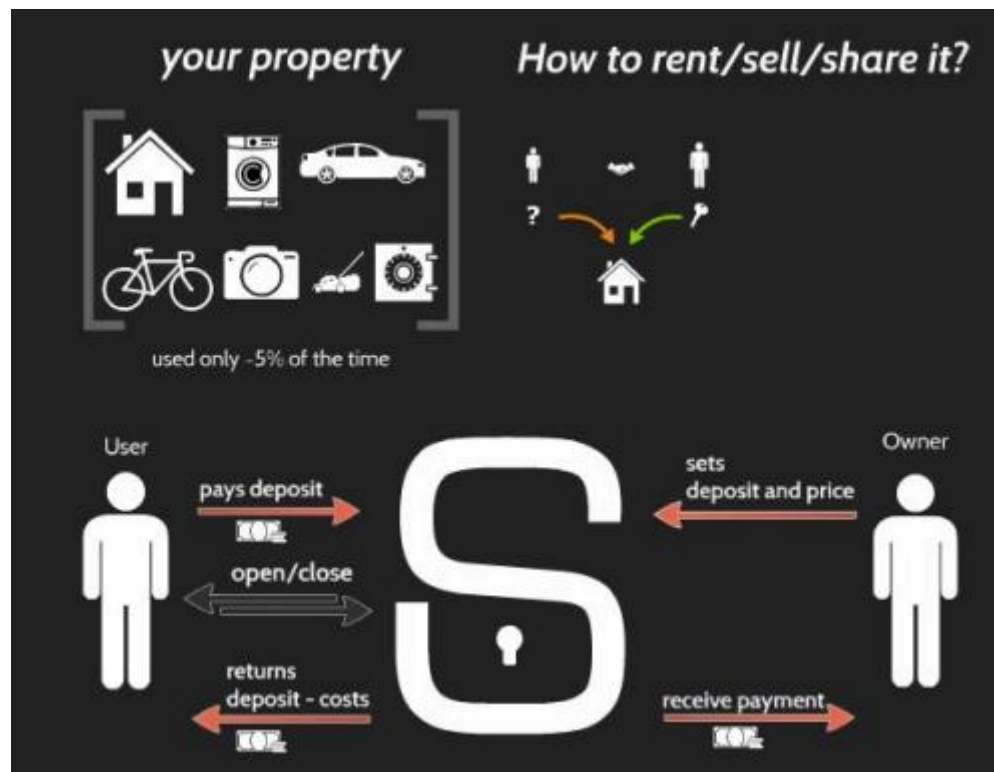 your property
How to rent/sell/share it?
?
used only ~5% of the time
User
Owner
pays deposit
sets
deposit and price
open/close
returns
deposit - costs
receive payment